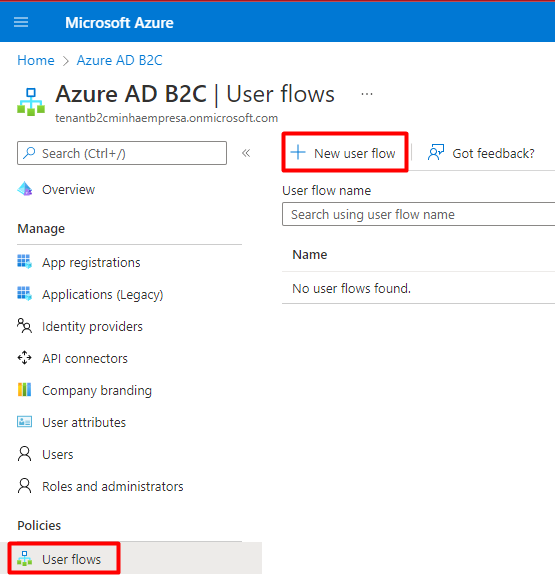 Microsoft Azure
Home > Azure AD B2C
Azure AD B2C | User flows ...
tenantb2cminhaempresa.onmicrosoft.com
Search (Ctrl+/) «
+ New user flow
Got feedback?
Overview
User flow name
Search using user flow name
Manage
Name
App registrations
No user flows found.
Applications (Legacy)
Identity providers
API connectors
Company branding
User attributes
Users
Roles and administrators
Policies
User flows